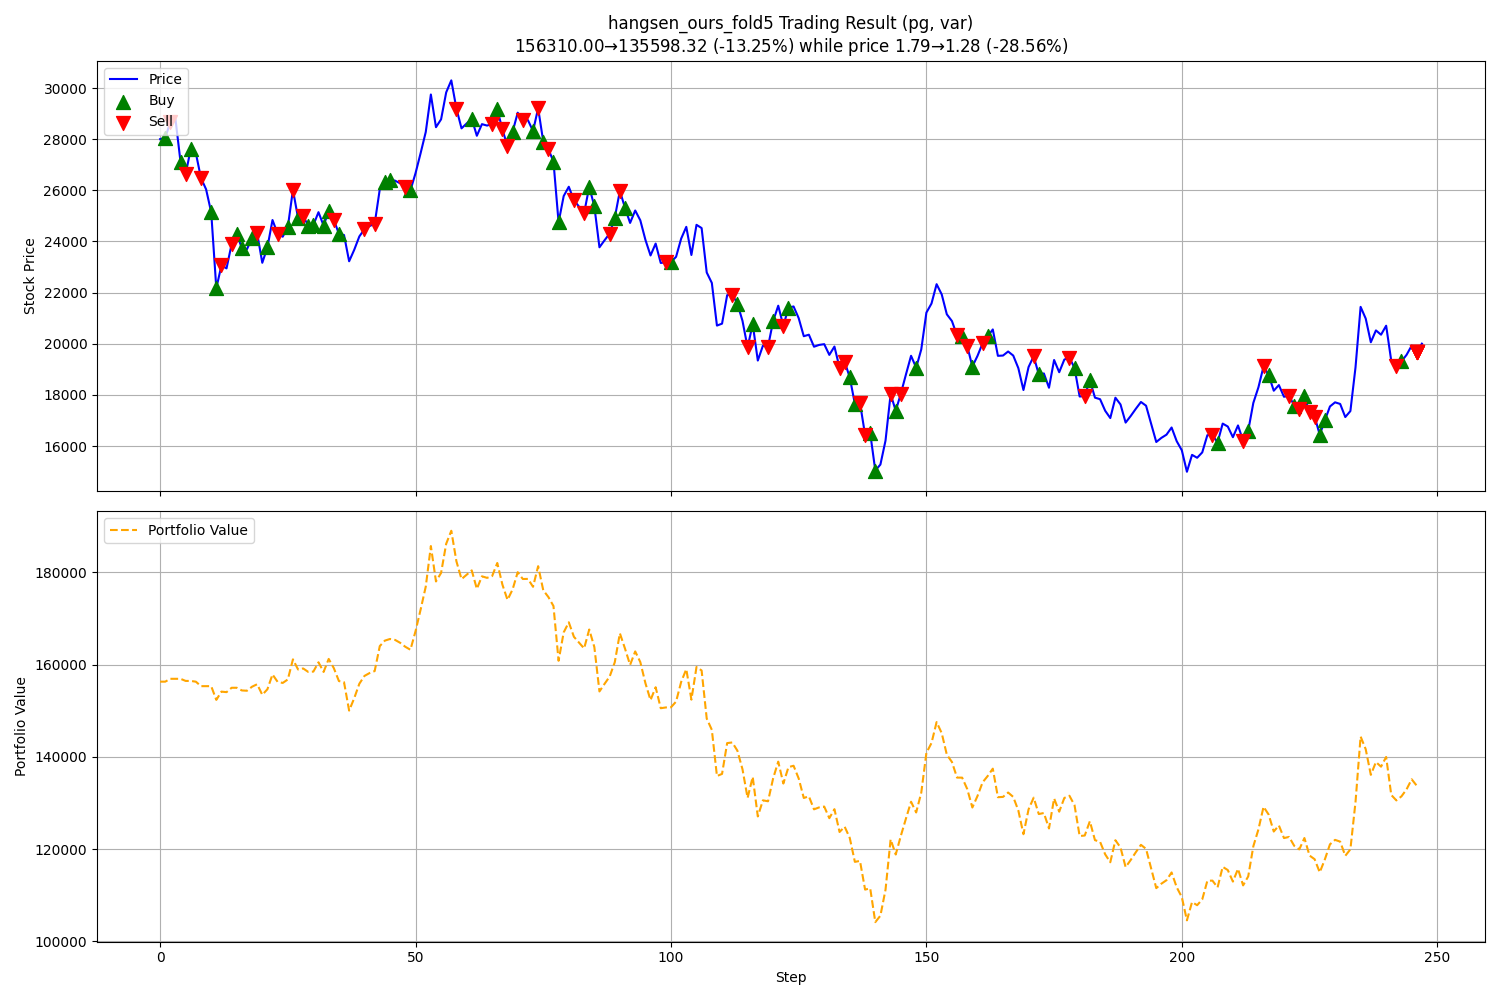 hangsen_ours_fold5 Trading Result (pg, var)
156310.00→135598.32 (-13.25%) while price 1.79→1.28 (-28.56%)
Stock Price
30000
28000
26000
24000
22000
20000
18000
16000
Price
Buy
Sell
Portfolio Value
180000
160000
140000
120000
100000
Portfolio Value
0 50 100 150 200 250
Step